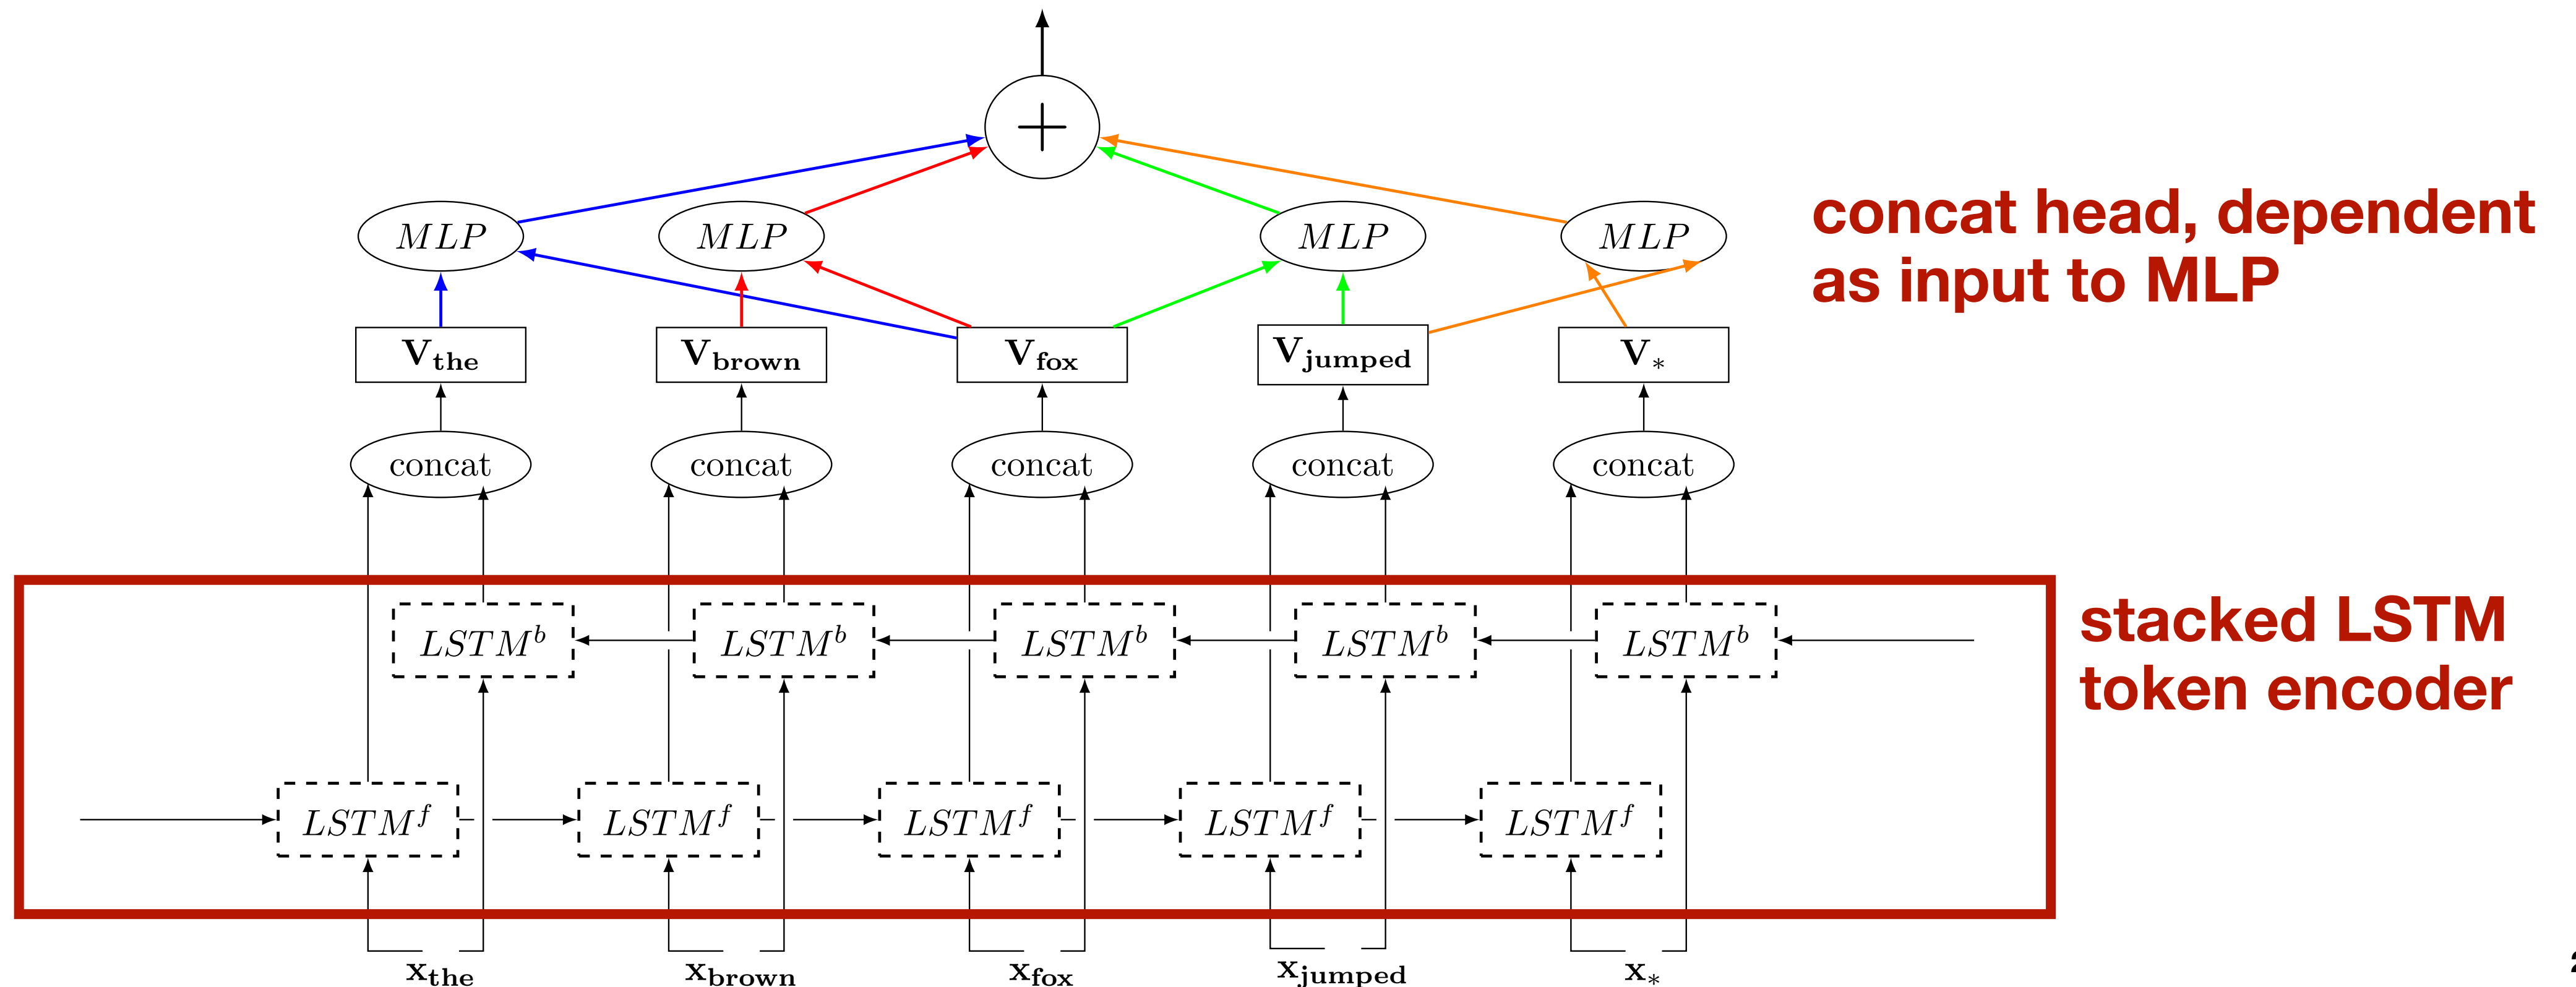 +
MLP MLP MLP MLP
concat head, dependent
as input to MLP
V_the V_brown V_fox V_jumped V_*
concat concat concat concat concat
LSTM^b LSTM^b LSTM^b LSTM^b LSTM^b
stacked LSTM
token encoder
LSTM^f LSTM^f LSTM^f LSTM^f LSTM^f
x_the x_brown x_fox x_jumped x_*